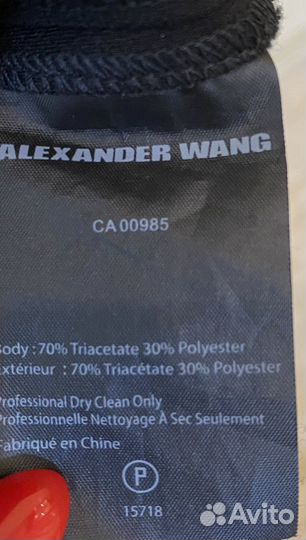 ALEXANDER WANG
CA 00985
Body : 70% Triacetate 30% Polyester
Extérieur : 70% Triacétate 30% Polyester
Professional Dry Clean Only
Professionnelle Nettoyage À Sec Seulement
Fabriqué en Chine
P
15718
Avito